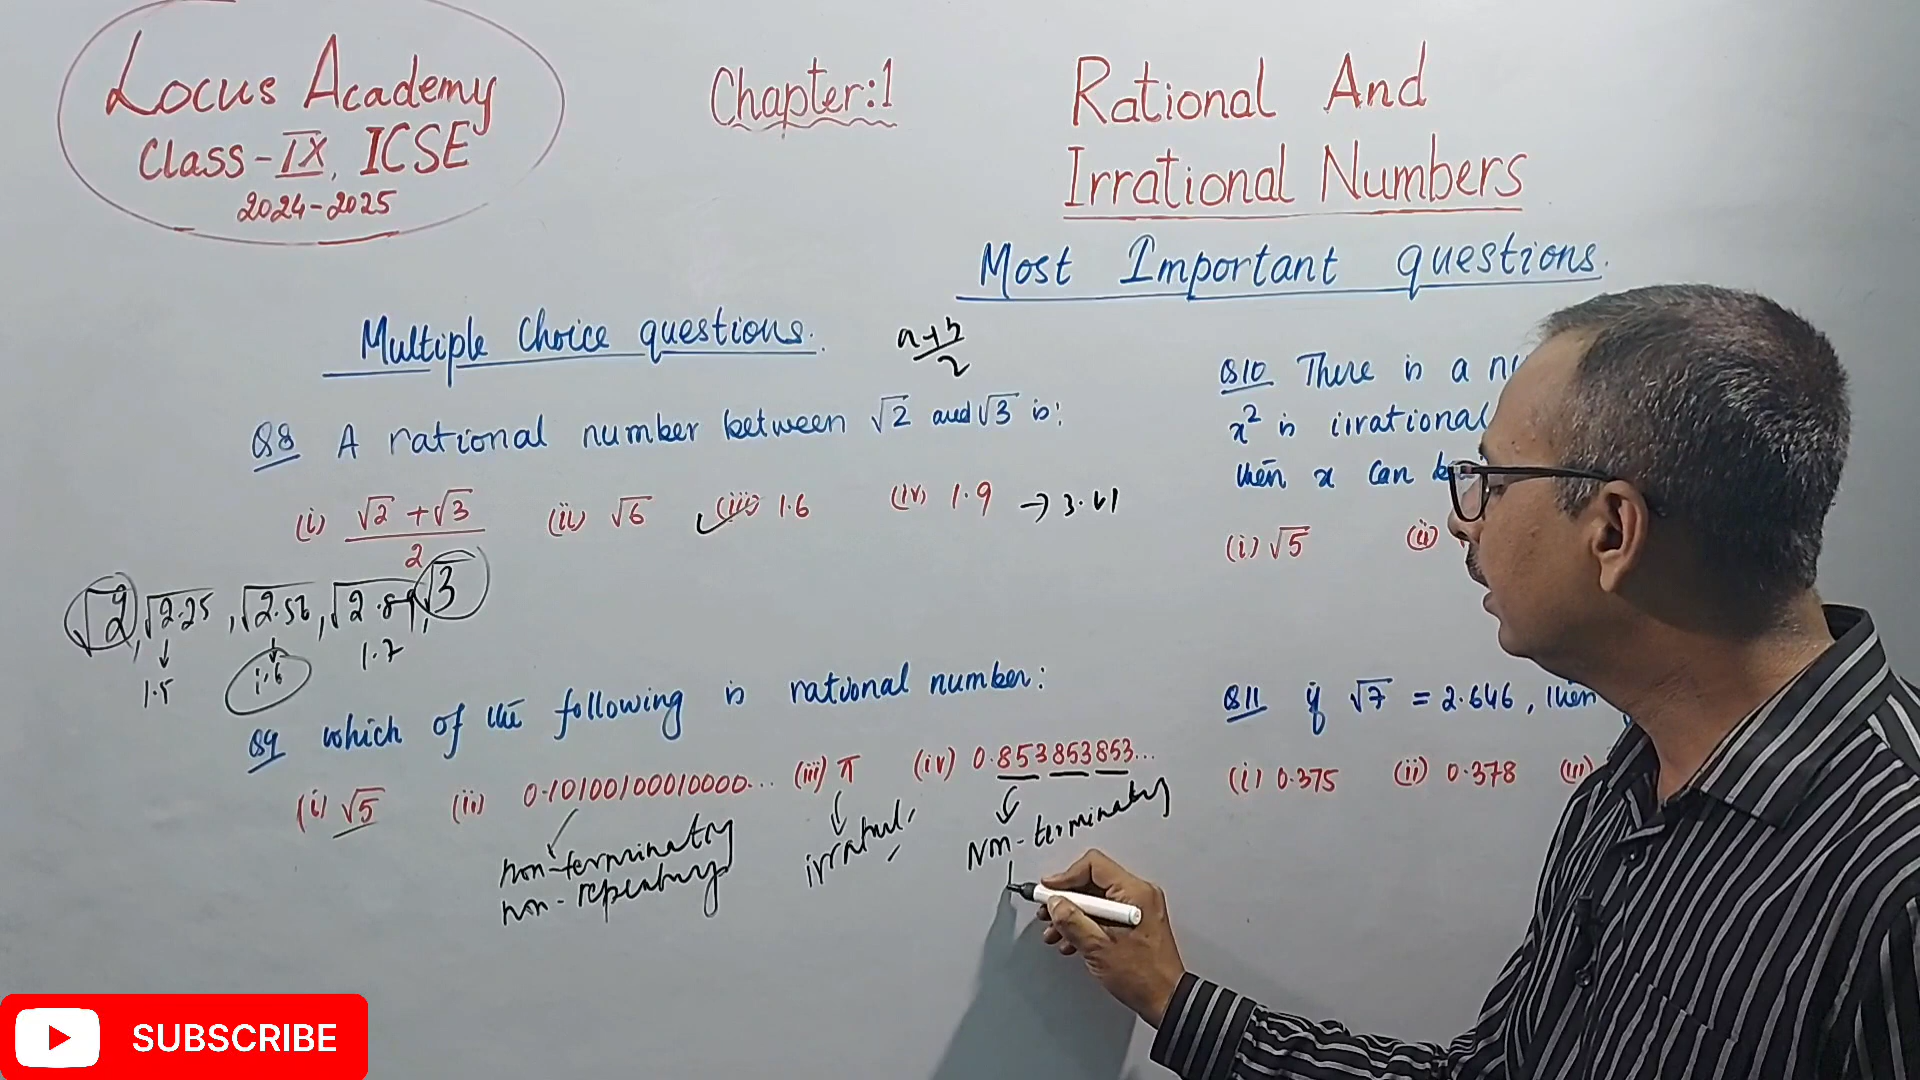 Locus Academy
Class-IX, ICSE
2024-2025
Chapter:1
Rational And
Irrational Numbers
Most Important questions.
Multiple Choice questions.
a+b
2
Q8 A rational number between √2 and √3 is:
(i) √2 + √3
2
(ii) √6 (iii) 1.6 (iv) 1.9 → 3.61
√2, √2.25, √2.56, √2.89, √3
1.5 1.6 1.7
Q9 which of the following is rational number:
(i) √5 (ii) 0.10100100010000... (iii) π (iv) 0.853853853...
non-terminatry
non-repeatury
irratnul
Nm-terminatry
Q10 There is a
x² is irrational
then x can
(i) √5 (ii)
Q11 if √7 = 2.646, then
(i) 0.375 (ii) 0.378 (iii)
SUBSCRIBE